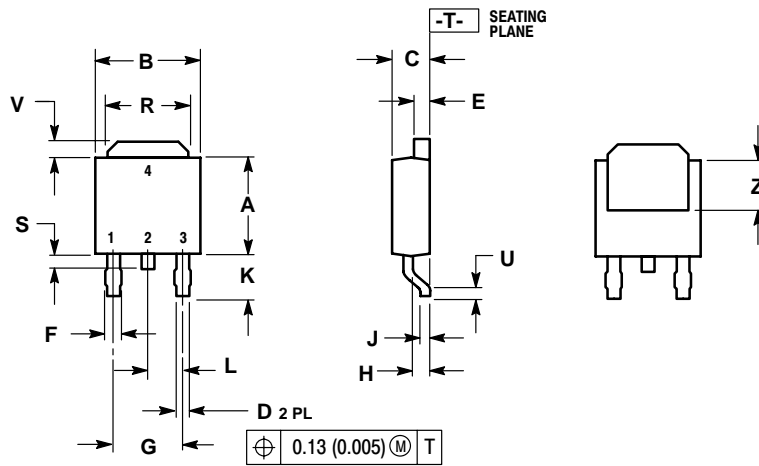 -T- SEATING
PLANE
B
C
V
R
E
4
Z
A
S
1 2 3
K
U
F
J
L
H
D 2 PL
G
⌖ 0.13 (0.005) Ⓜ T